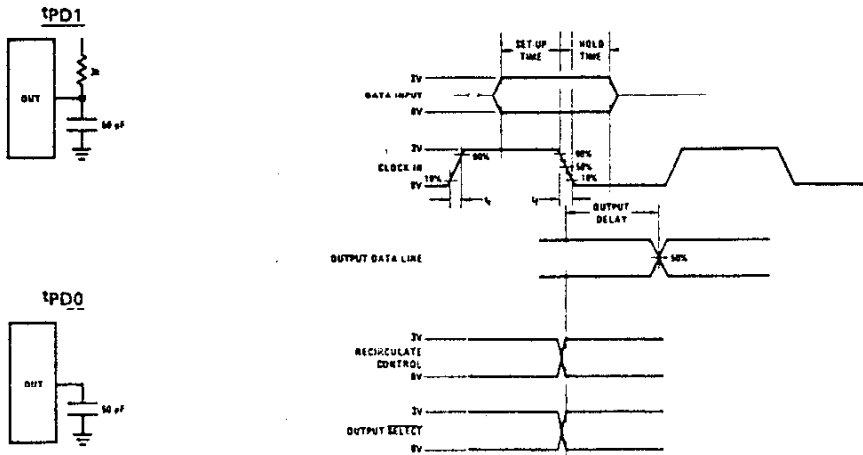 tPD1
OUT
50 pF
tPD0
OUT
50 pF
SET-UP TIME
HOLD TIME
3V
DATA INPUT
0V
3V
90%
CLOCK IN
10%
0V
tr
90%
50%
10%
tf
OUTPUT DELAY
OUTPUT DATA LINE
50%
3V
RECIRCULATE CONTROL
0V
3V
OUTPUT SELECT
0V